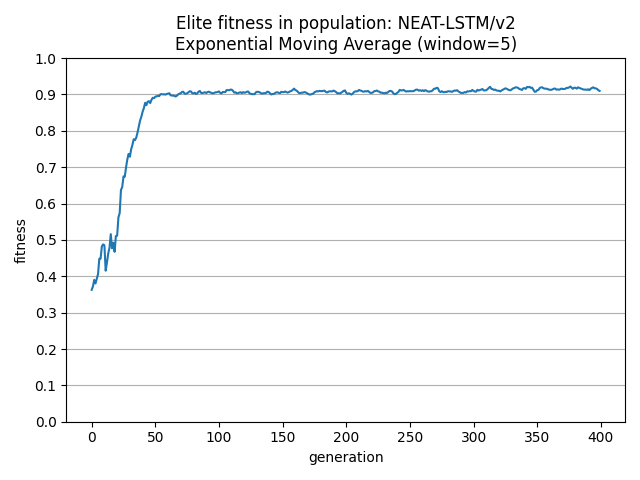 Elite fitness in population: NEAT-LSTM/v2
Exponential Moving Average (window=5)
1.0
0.9
0.8
0.7
0.6
0.5
0.4
0.3
0.2
0.1
0.0
fitness
0 50 100 150 200 250 300 350 400
generation